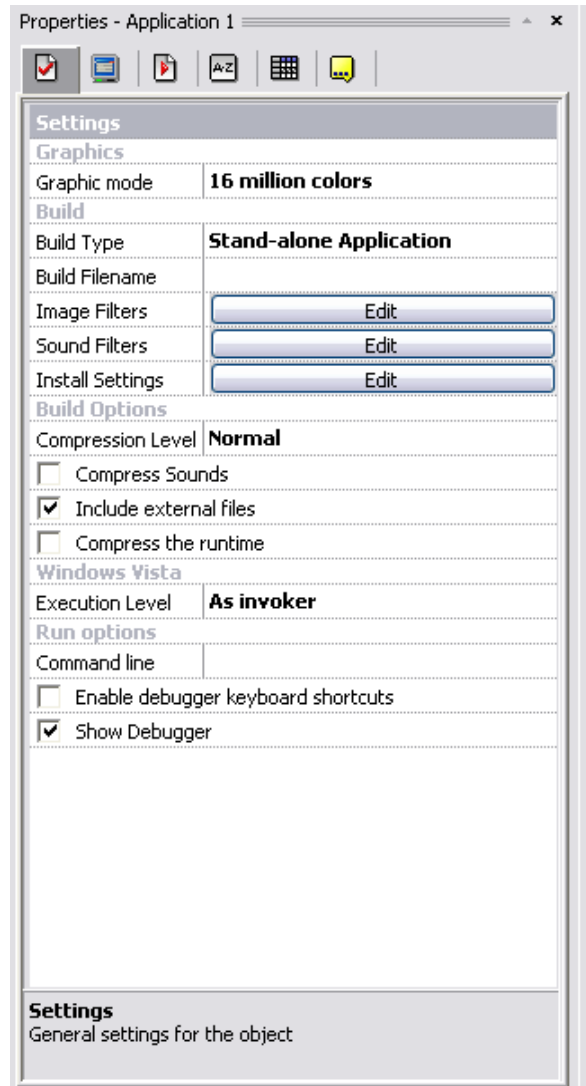 Properties - Application 1
A-Z
Settings
Graphics
Graphic mode 16 million colors
Build
Build Type Stand-alone Application
Build Filename
Image Filters Edit
Sound Filters Edit
Install Settings Edit
Build Options
Compression Level Normal
Compress Sounds
Include external files
Compress the runtime
Windows Vista
Execution Level As invoker
Run options
Command line
Enable debugger keyboard shortcuts
Show Debugger
Settings
General settings for the object